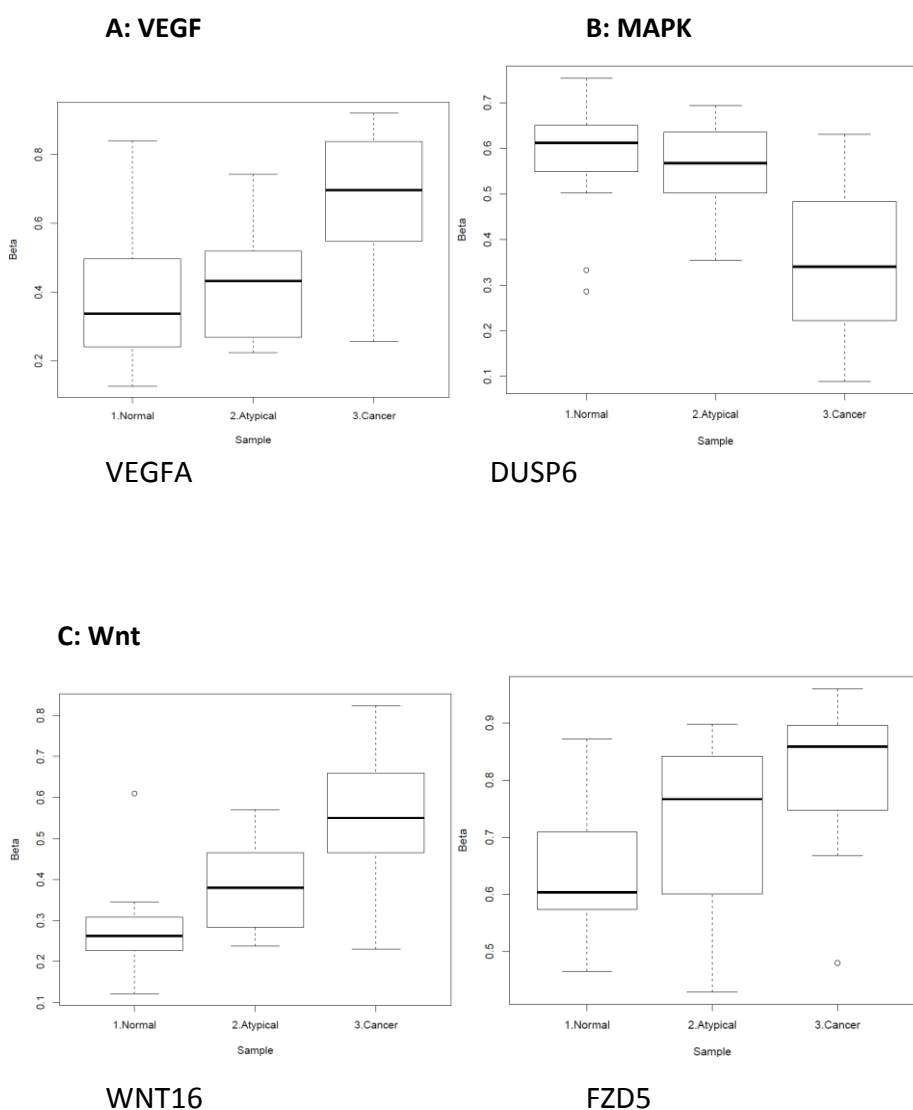 A: VEGF
B: MAPK
Beta
0.2
0.4
0.6
0.8
1.Normal
2.Atypical
3.Cancer
Sample
VEGFA
Beta
0.1
0.2
0.3
0.4
0.5
0.6
0.7
1.Normal
2.Atypical
3.Cancer
Sample
DUSP6
C: Wnt
Beta
0.1
0.2
0.3
0.4
0.5
0.6
0.7
0.8
1.Normal
2.Atypical
3.Cancer
Sample
WNT16
Beta
0.5
0.6
0.7
0.8
0.9
1.Normal
2.Atypical
3.Cancer
Sample
FZD5